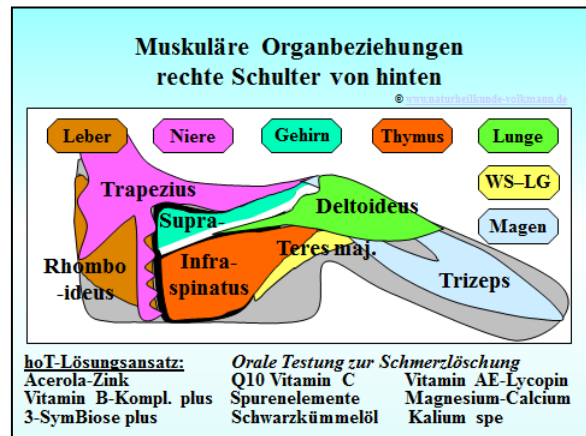 Muskuläre Organbeziehungen
rechte Schulter von hinten
© www.naturheilkunde-volkmann.de
Leber Niere Gehirn Thymus Lunge
WS–LG
Magen
Trapezius
Supra-
Deltoideus
Rhombo
-ideus
Infra-
spinatus
Teres maj.
Trizeps
hoT-Lösungsansatz: Orale Testung zur Schmerzlöschung
Acerola-Zink Q10 Vitamin C Vitamin AE-Lycopin
Vitamin B-Kompl. plus Spurenelemente Magnesium-Calcium
3-SymBiose plus Schwarzkümmelöl Kalium spe